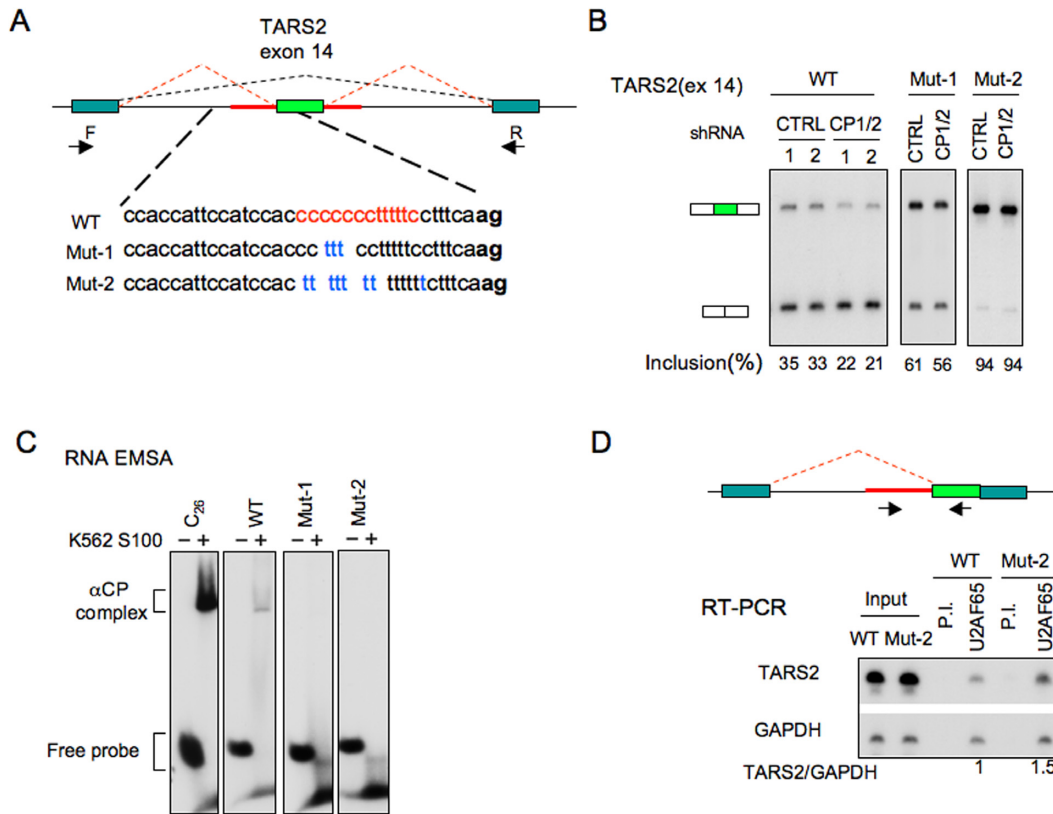 A
TARS2
exon 14
F
R
WT ccaccattccatccacccccccctttttcctttcaag
Mut-1 ccaccattccatccaccc ttt cctttttcctttcaag
Mut-2 ccaccattccatccac tt ttt tt ttttttctttcaag
B
TARS2(ex 14)
WT Mut-1 Mut-2
shRNA
CTRL CP1/2 CTRL CP1/2 CTRL CP1/2
1 2 1 2
Inclusion(%) 35 33 22 21 61 56 94 94
C
RNA EMSA
C26 WT Mut-1 Mut-2
K562 S100 – + – + – + – +
αCP
complex
Free probe
D
RT-PCR
WT Mut-2
Input P.I. U2AF65 P.I. U2AF65
WT Mut-2
TARS2
GAPDH
TARS2/GAPDH 1 1.5